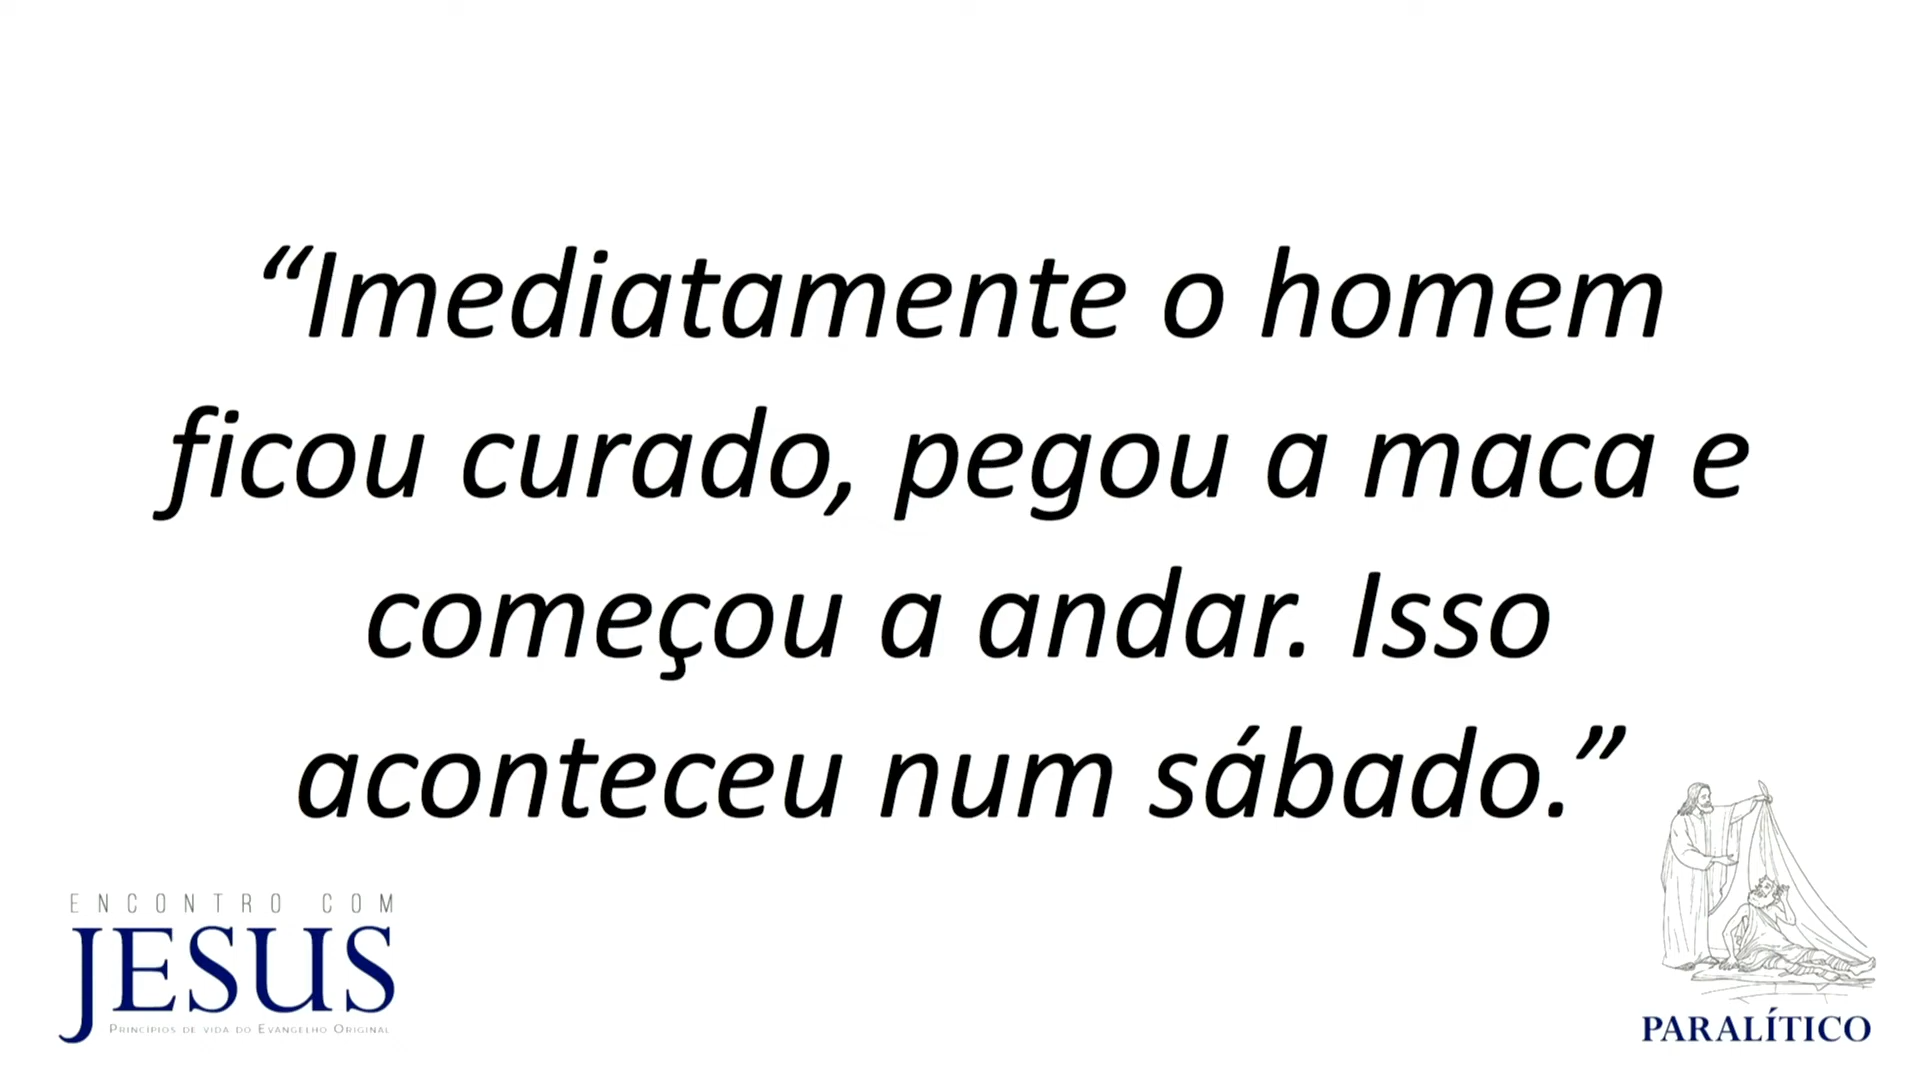 “Imediatamente o homem
ficou curado, pegou a maca e
começou a andar. Isso
aconteceu num sábado.”
ENCONTRO COM
JESUS
PRINCÍPIOS DE VIDA DO EVANGELHO ORIGINAL
PARALÍTICO